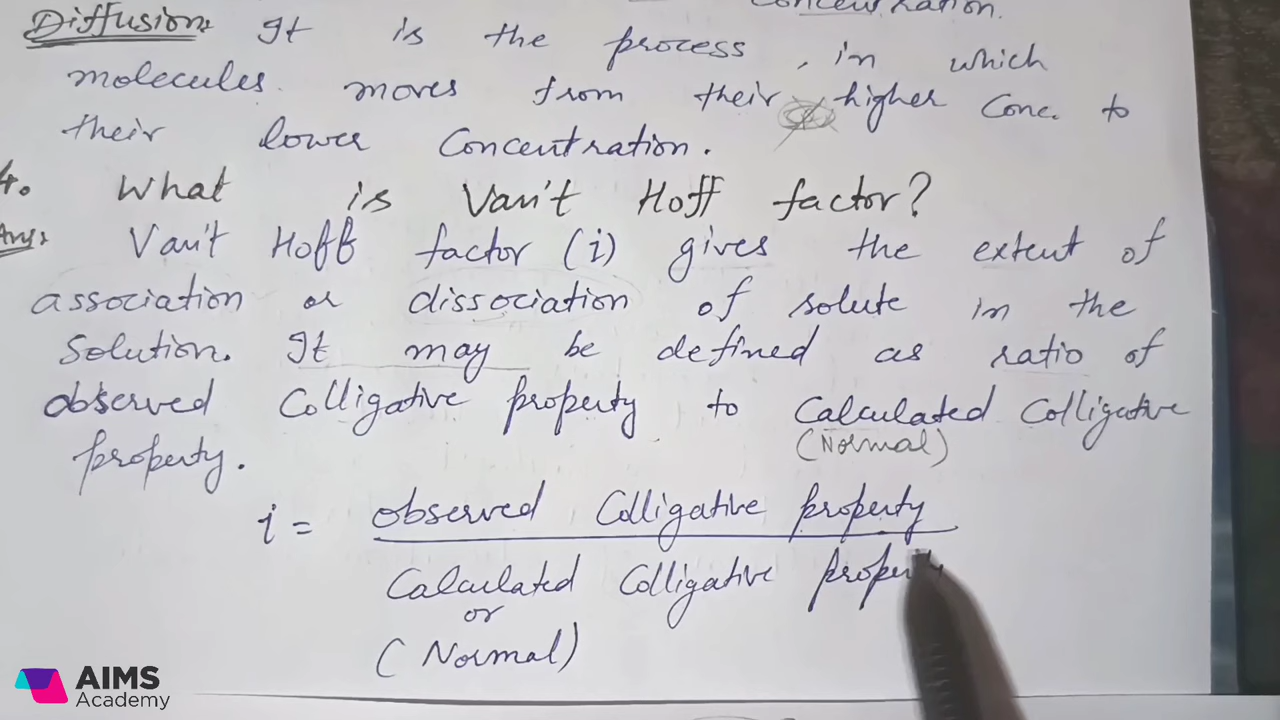 Concentration.
Diffusion: It is the process, in which
molecules. moves from their higher Conc. to
their lower Concentration.
4. What is Van't Hoff factor?
Ans: Van't Hoff factor (i) gives the extent of
association or dissociation of solute in the
Solution. It may be defined as ratio of
observed Colligative property to Calculated Colligative
(Normal)
property.
i = observed Colligative property
Calculated Colligative property
or
(Normal)
AIMS
Academy